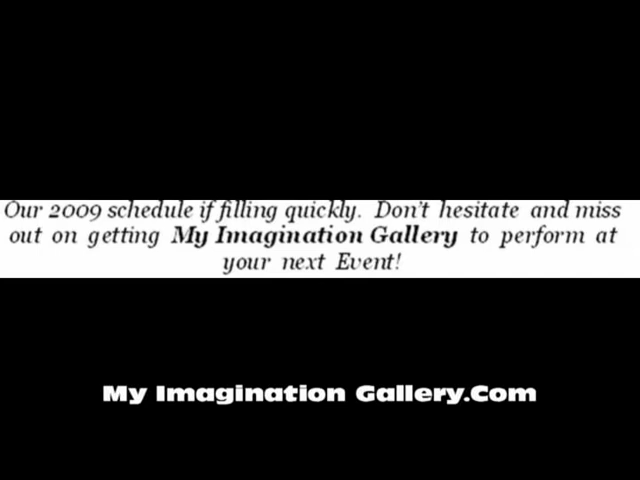 Our 2009 schedule if filling quickly. Don't hesitate and miss
out on getting My Imagination Gallery to perform at
your next Event!
My Imagination Gallery.Com